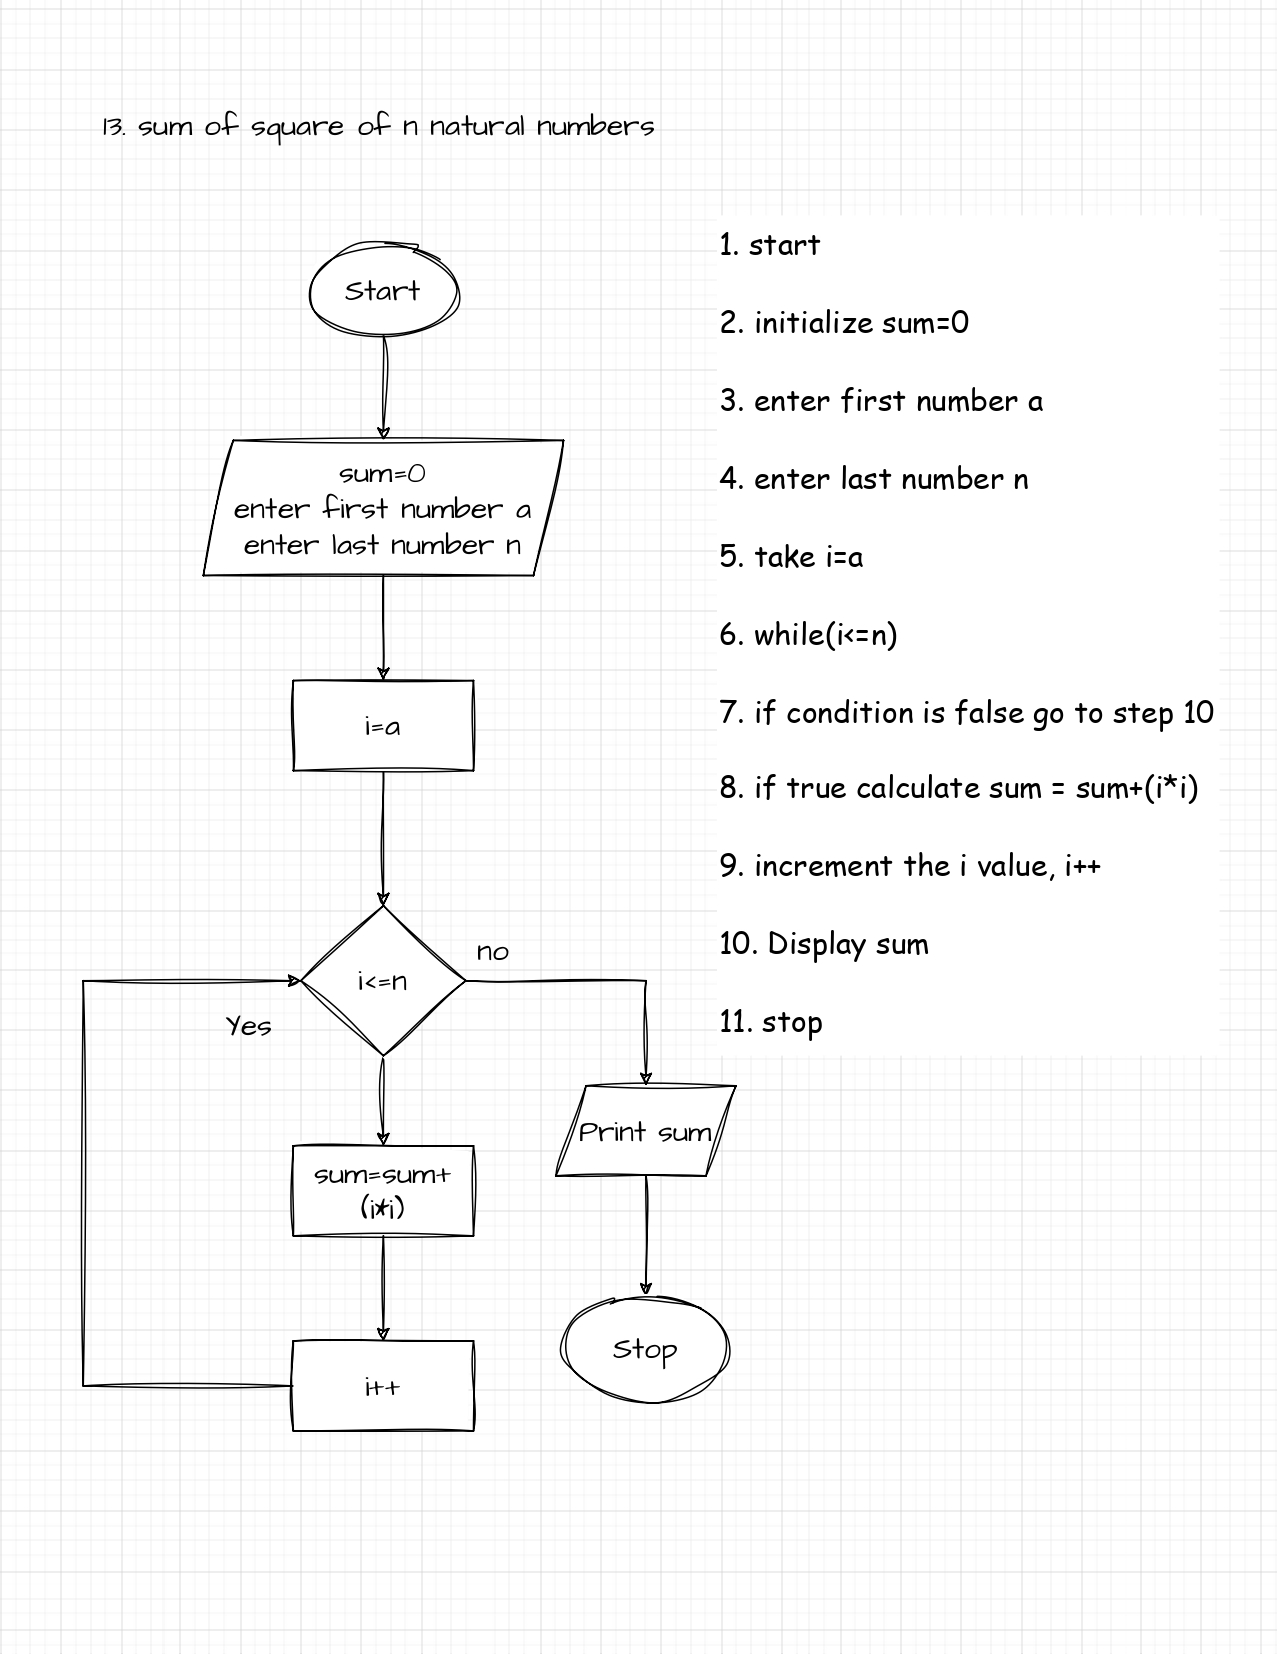 13. sum of square of n natural numbers
Start
sum=0
enter first number a
enter last number n
i=a
i<=n
no
Yes
sum=sum+
(i*i)
i++
Print sum
Stop
1. start
2. initialize sum=0
3. enter first number a
4. enter last number n
5. take i=a
6. while(i<=n)
7. if condition is false go to step 10
8. if true calculate sum = sum+(i*i)
9. increment the i value, i++
10. Display sum
11. stop